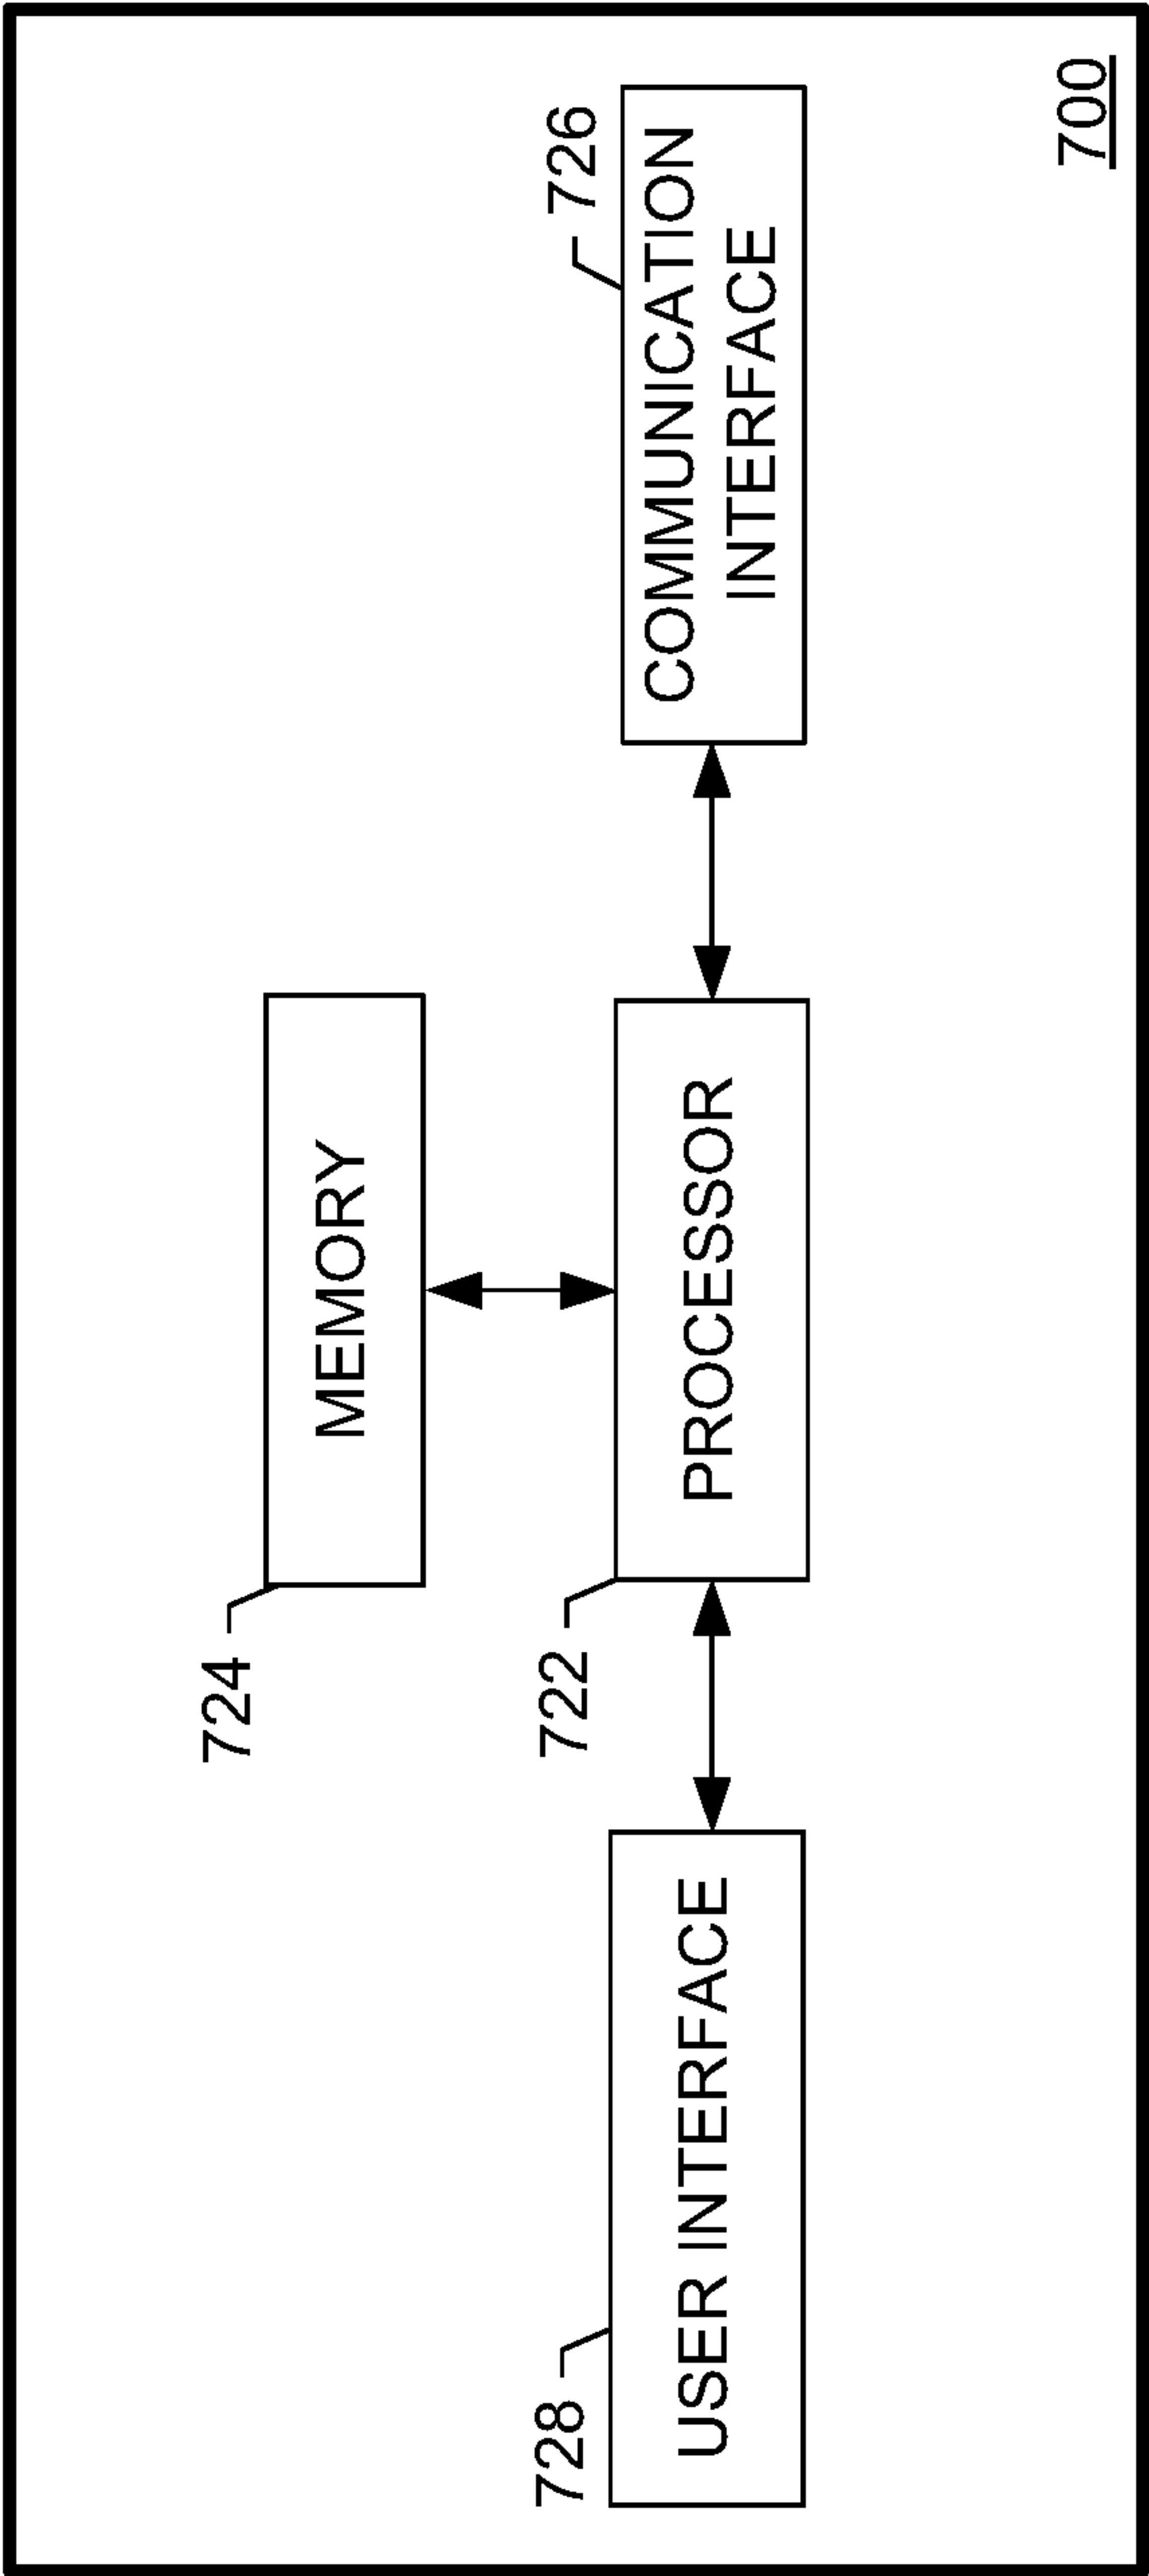 724
MEMORY
726
722
728
USER INTERFACE
PROCESSOR
COMMUNICATION
INTERFACE
700